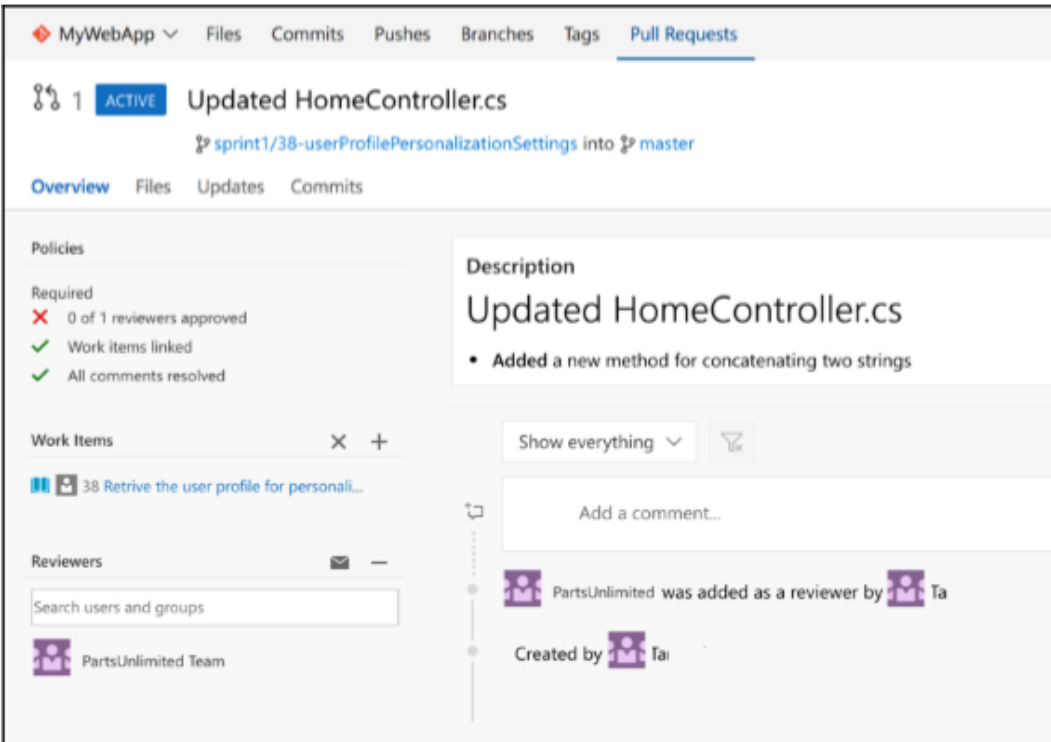 MyWebApp Files Commits Pushes Branches Tags Pull Requests
1 ACTIVE Updated HomeController.cs
sprint1/38-userProfilePersonalizationSettings into master
Overview Files Updates Commits
Policies
Required
0 of 1 reviewers approved
Work items linked
All comments resolved
Work Items
38 Retrive the user profile for personali...
Reviewers
Search users and groups
PartsUnlimited Team
Description
Updated HomeController.cs
• Added a new method for concatenating two strings
Show everything
Add a comment...
PartsUnlimited was added as a reviewer by Ta
Created by